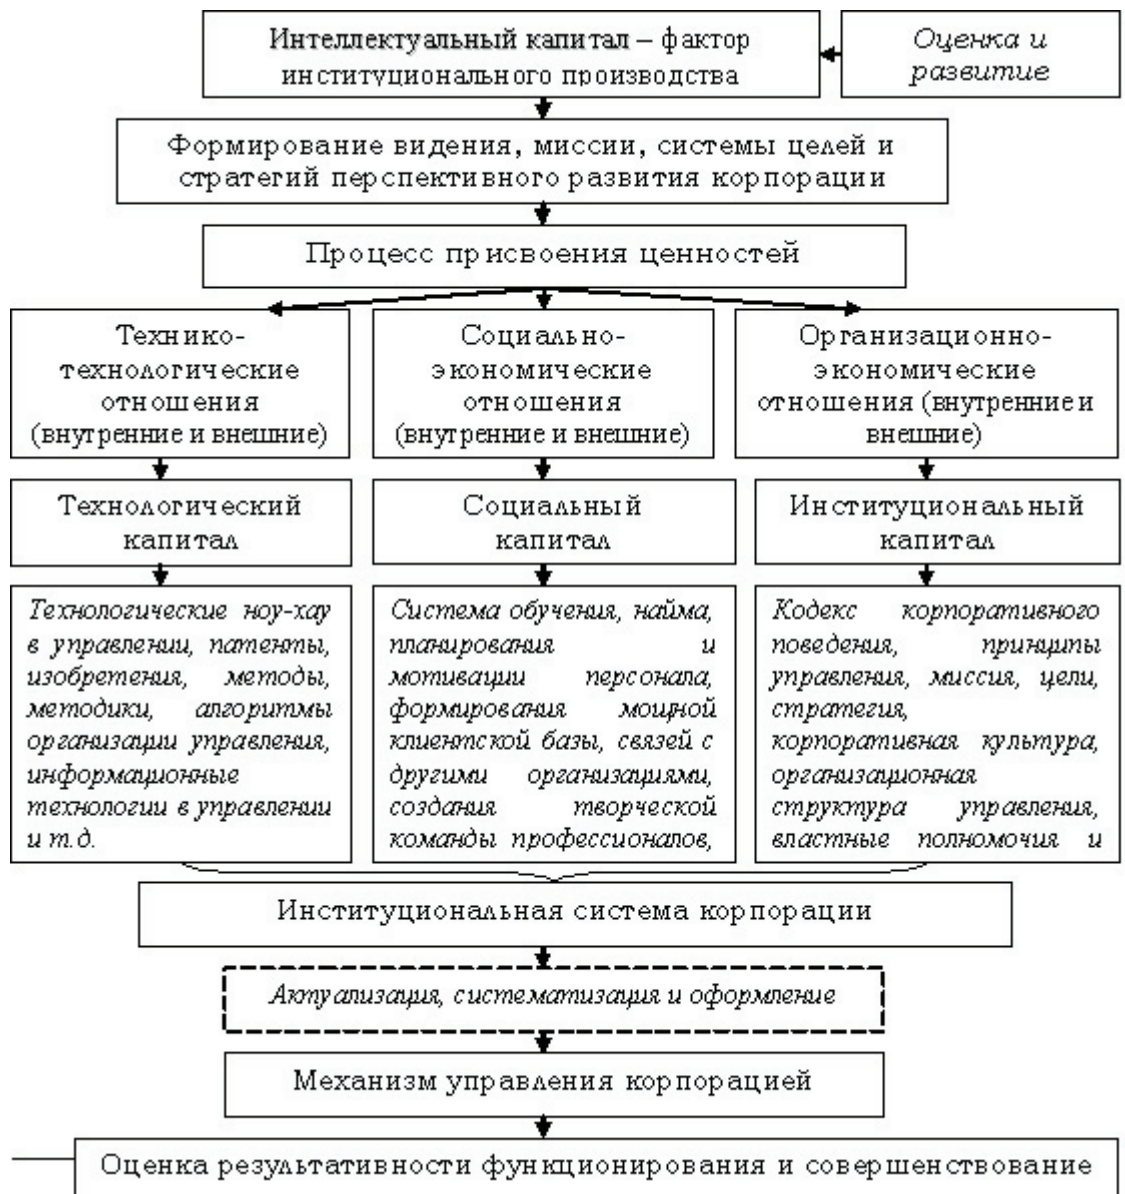 Интеллектуальный капитал – фактор
институционального производства
Оценка и
развитие
Формирование видения, миссии, системы целей и
стратегий перспективного развития корпорации
Процесс присвоения ценностей
Технико-
технологические
отношения
(внутренние и внешние)
Социально-
экономические
отношения
(внутренние и внешние)
Организационно-
экономические
отношения (внутренние и
внешние)
Технологический
капитал
Социальный
капитал
Институциональный
капитал
Технологические ноу-хау
в управлении, патенты,
изобретения, методы,
методики, алгоритмы
организации управления,
информационные
технологии в управлении
и т.д.
Система обучения, найма,
планирования и
мотивации персонала,
формирования мощной
клиентской базы, связей с
другими организациями,
создания творческой
команды профессионалов,
Кодекс корпоративного
поведения, принципы
управления, миссия, цели,
стратегия,
корпоративная культура,
организационная
структура управления,
властные полномочия и
Институциональная система корпорации
Актуализация, систематизация и оформление
Механизм управления корпорацией
Оценка результативности функционирования и совершенствование